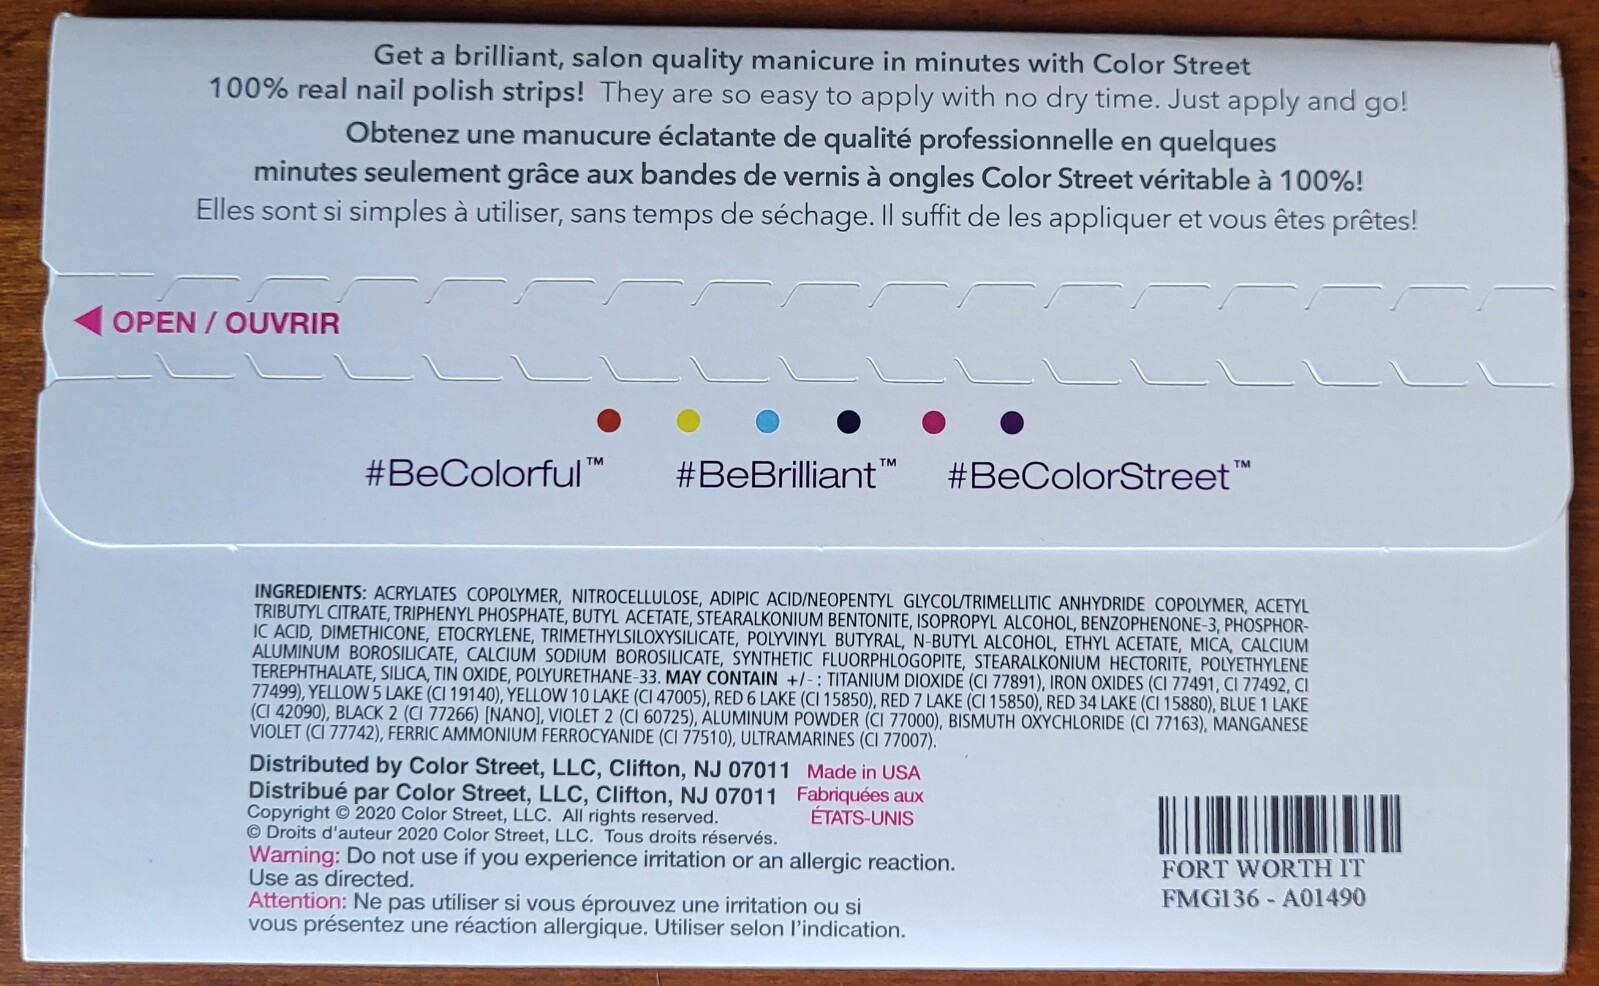 Get a brilliant, salon quality manicure in minutes with Color Street
100% real nail polish strips! They are so easy to apply with no dry time. Just apply and go!
Obtenez une manucure éclatante de qualité professionnelle en quelques
minutes seulement grâce aux bandes de vernis à ongles Color Street véritable à 100%!
Elles sont si simples à utiliser, sans temps de séchage. Il suffit de les appliquer et vous êtes prêtes!
OPEN / OUVRIR
#BeColorful™ #BeBrilliant™ #BeColorStreet™
INGREDIENTS: ACRYLATES COPOLYMER, NITROCELLULOSE, ADIPIC ACID/NEOPENTYL GLYCOL/TRIMELLITIC ANHYDRIDE COPOLYMER, ACETYL
TRIBUTYL CITRATE, TRIPHENYL PHOSPHATE, BUTYL ACETATE, STEARALKONIUM BENTONITE, ISOPROPYL ALCOHOL, BENZOPHENONE-3, PHOSPHOR-
IC ACID, DIMETHICONE, ETOCRYLENE, TRIMETHYLSILOXYSILICATE, POLYVINYL BUTYRAL, N-BUTYL ALCOHOL, ETHYL ACETATE, MICA, CALCIUM
ALUMINUM BOROSILICATE, CALCIUM SODIUM BOROSILICATE, SYNTHETIC FLUORPHLOGOPITE, STEARALKONIUM HECTORITE, POLYETHYLENE
TEREPHTHALATE, SILICA, TIN OXIDE, POLYURETHANE-33. MAY CONTAIN +/- : TITANIUM DIOXIDE (CI 77891), IRON OXIDES (CI 77491, CI 77492, CI
77499), YELLOW 5 LAKE (CI 19140), YELLOW 10 LAKE (CI 47005), RED 6 LAKE (CI 15850), RED 7 LAKE (CI 15850), RED 34 LAKE (CI 15880), BLUE 1 LAKE
(CI 42090), BLACK 2 (CI 77266) [NANO], VIOLET 2 (CI 60725), ALUMINUM POWDER (CI 77000), BISMUTH OXYCHLORIDE (CI 77163), MANGANESE
VIOLET (CI 77742), FERRIC AMMONIUM FERROCYANIDE (CI 77510), ULTRAMARINES (CI 77007).
Distributed by Color Street, LLC, Clifton, NJ 07011 Made in USA
Distribué par Color Street, LLC, Clifton, NJ 07011 Fabriquées aux
ÉTATS-UNIS
Copyright © 2020 Color Street, LLC. All rights reserved.
© Droits d'auteur 2020 Color Street, LLC. Tous droits réservés.
Warning: Do not use if you experience irritation or an allergic reaction.
Use as directed.
Attention: Ne pas utiliser si vous éprouvez une irritation ou si
vous présentez une réaction allergique. Utiliser selon l'indication.
FORT WORTH IT
FMG136 - A01490